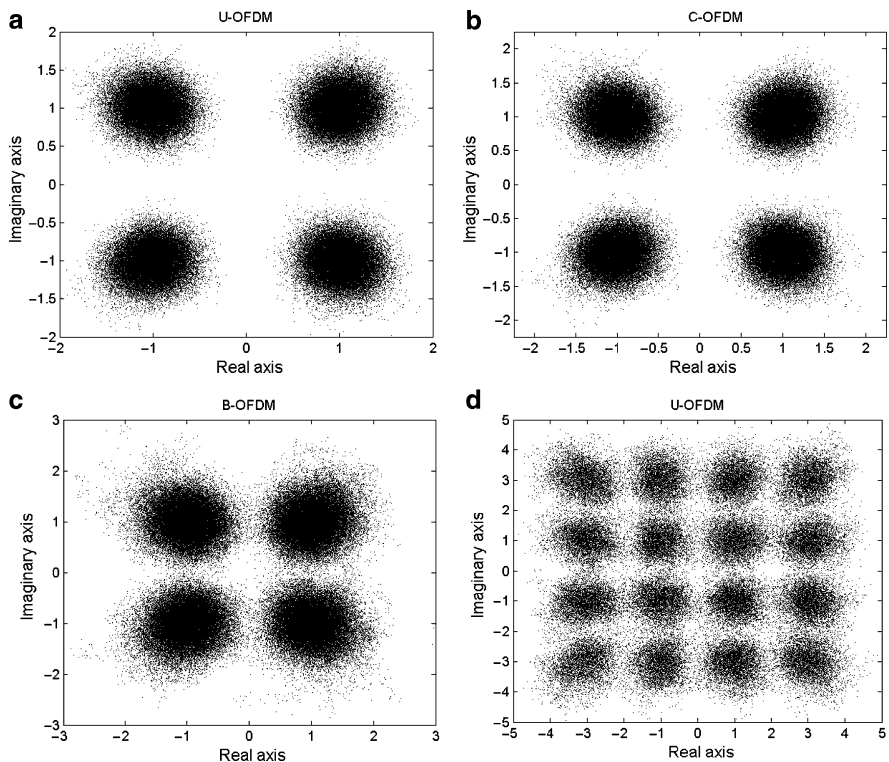 a
U-OFDM
2
1.5
1
0.5
0
−0.5
−1
−1.5
−2
−2 −1 0 1 2
Imaginary axis
Real axis
b
C-OFDM
2
1.5
1
0.5
0
−0.5
−1
−1.5
−2
−2 −1.5 −1 −0.5 0 0.5 1 1.5 2
Imaginary axis
Real axis
c
B-OFDM
3
2
1
0
−1
−2
−3
−3 −2 −1 0 1 2 3
Imaginary axis
Real axis
d
U-OFDM
5
4
3
2
1
0
−1
−2
−3
−4
−5
−5 −4 −3 −2 −1 0 1 2 3 4 5
Imaginary axis
Real axis